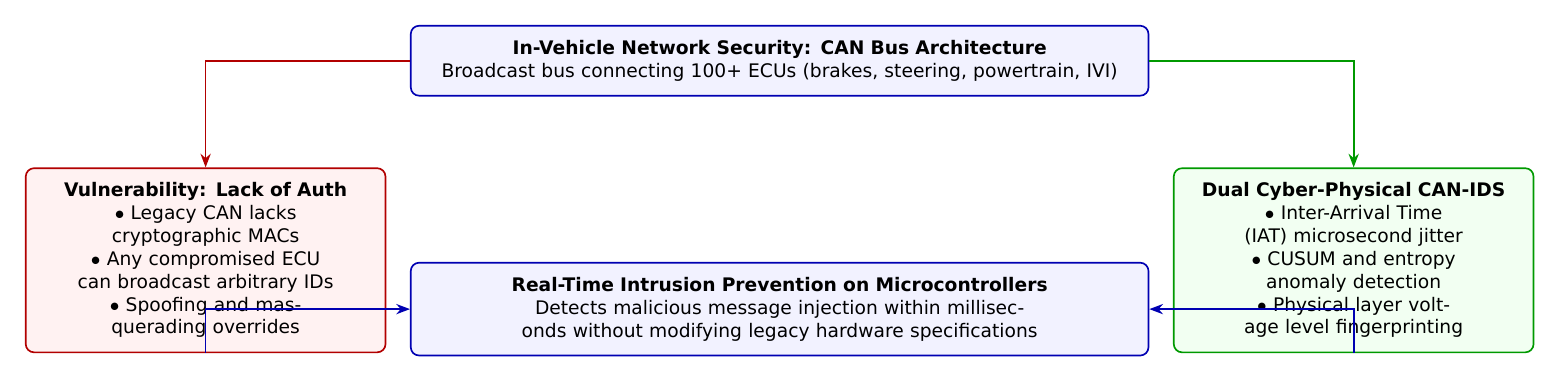 In-Vehicle Network Security: CAN Bus Architecture
Broadcast bus connecting 100+ ECUs (brakes, steering, powertrain, IVI)
Vulnerability: Lack of Auth
• Legacy CAN lacks
cryptographic MACs
• Any compromised ECU
can broadcast arbitrary IDs
• Spoofing and mas-
querading overrides
Dual Cyber-Physical CAN-IDS
• Inter-Arrival Time
(IAT) microsecond jitter
• CUSUM and entropy
anomaly detection
• Physical layer volt-
age level fingerprinting
Real-Time Intrusion Prevention on Microcontrollers
Detects malicious message injection within millisec-
onds without modifying legacy hardware specifications